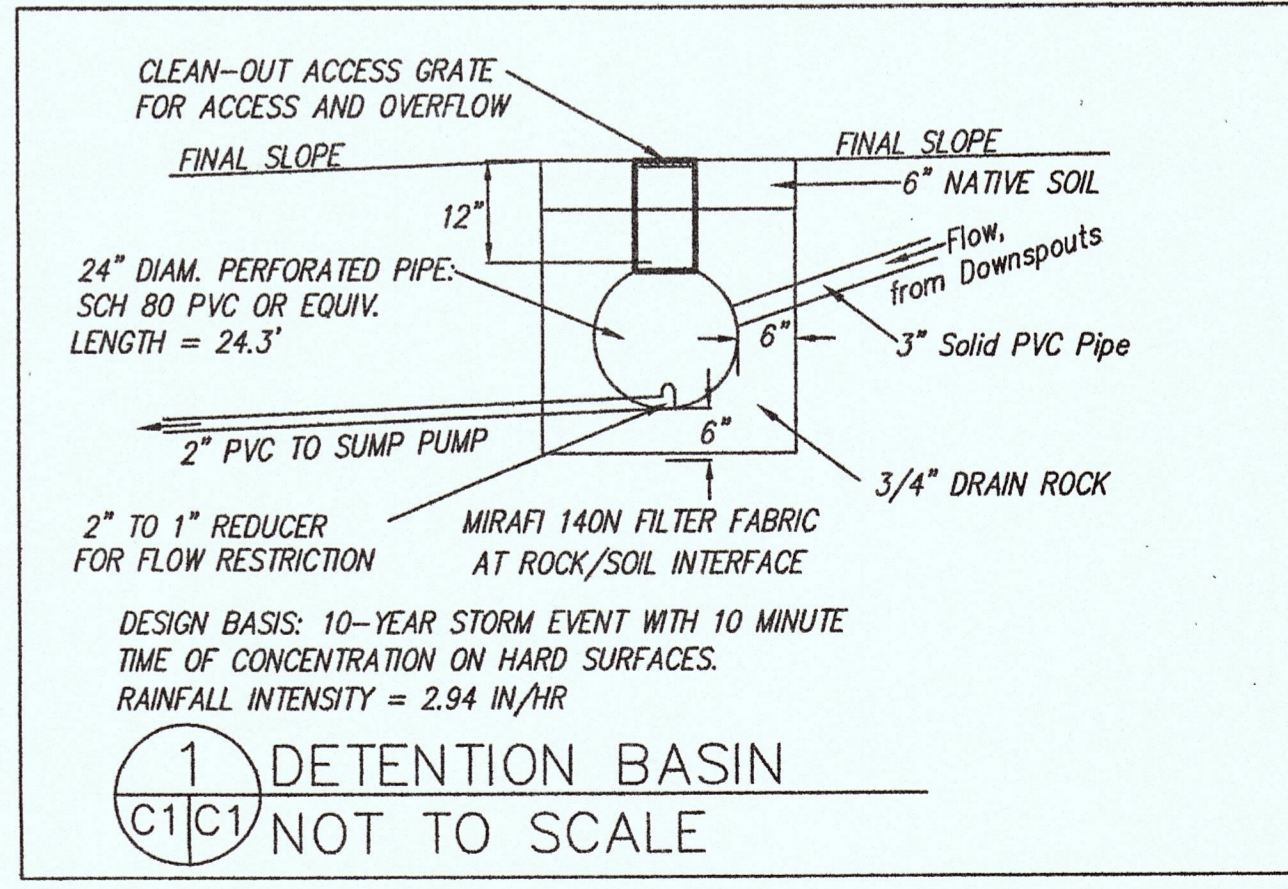 CLEAN-OUT ACCESS GRATE
FOR ACCESS AND OVERFLOW
FINAL SLOPE
FINAL SLOPE
6" NATIVE SOIL
12"
Flow,
from Downspouts
24" DIAM. PERFORATED PIPE:
SCH 80 PVC OR EQUIV.
LENGTH = 24.3'
6"
3" Solid PVC Pipe
2" PVC TO SUMP PUMP
6"
3/4" DRAIN ROCK
2" TO 1" REDUCER
FOR FLOW RESTRICTION
MIRAFI 140N FILTER FABRIC
AT ROCK/SOIL INTERFACE
DESIGN BASIS: 10-YEAR STORM EVENT WITH 10 MINUTE
TIME OF CONCENTRATION ON HARD SURFACES.
RAINFALL INTENSITY = 2.94 IN/HR
1 DETENTION BASIN
C1 C1 NOT TO SCALE